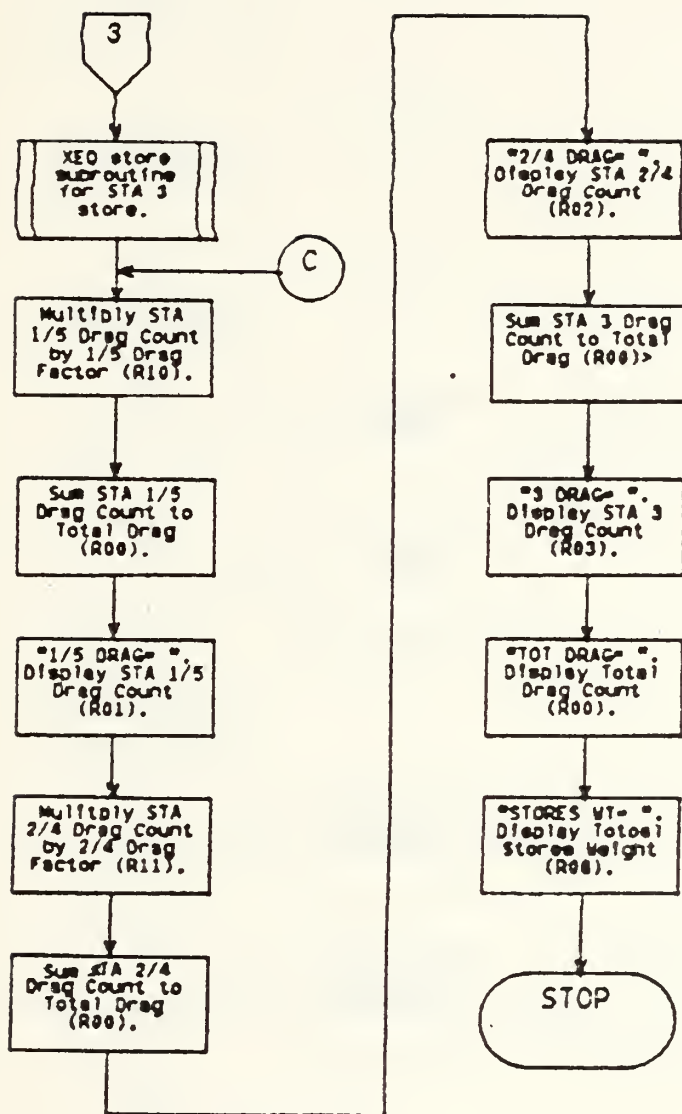 3
XEQ store
subroutine
for STA 3
store.
C
Multiply STA
1/5 Drag Count
by 1/5 Drag
Factor (R10).
Sum STA 1/5
Drag Count to
Total Drag
(R00).
"1/5 DRAG= ".
Display STA 1/5
Drag Count
(R01).
Mulitply STA
2/4 Drag Count
by 2/4 Drag
Factor (R11).
Sum STA 2/4
Drag Count to
Total Drag
(R00).
"2/4 DRAG= ".
Display STA 2/4
Drag Count
(R02).
Sum STA 3 Drag
Count to Total
Drag (R00)>
"3 DRAG= ".
Display STA 3
Drag Count
(R03).
"TOT DRAG= ".
Display Total
Drag Count
(R00).
"STORES WT= ".
Display Totoal
Stores Weight
STOP